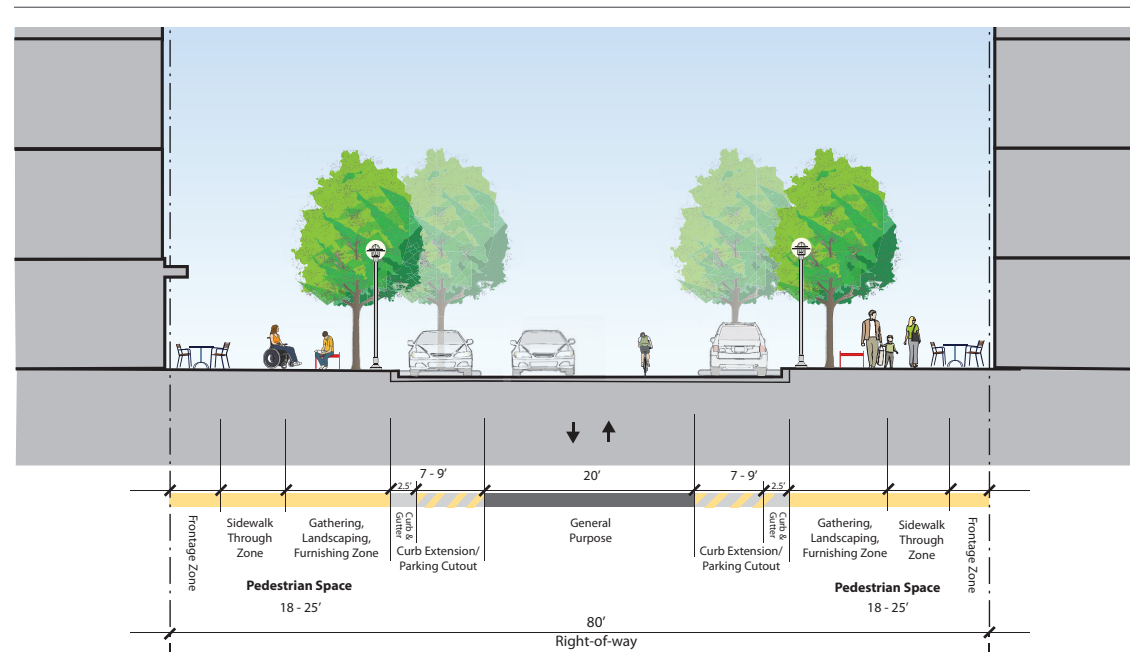 7 - 9’
20’
7 - 9’
2.5’
2.5’
Frontage Zone
Sidewalk
Through
Zone
Gathering,
Landscaping,
Furnishing Zone
Curb &
Gutter
Curb Extension/
Parking Cutout
General
Purpose
Curb Extension/
Parking Cutout
Curb &
Gutter
Gathering,
Landscaping,
Furnishing Zone
Sidewalk
Through
Zone
Frontage Zone
Pedestrian Space
18 - 25’
Pedestrian Space
18 - 25’
80’
Right-of-way